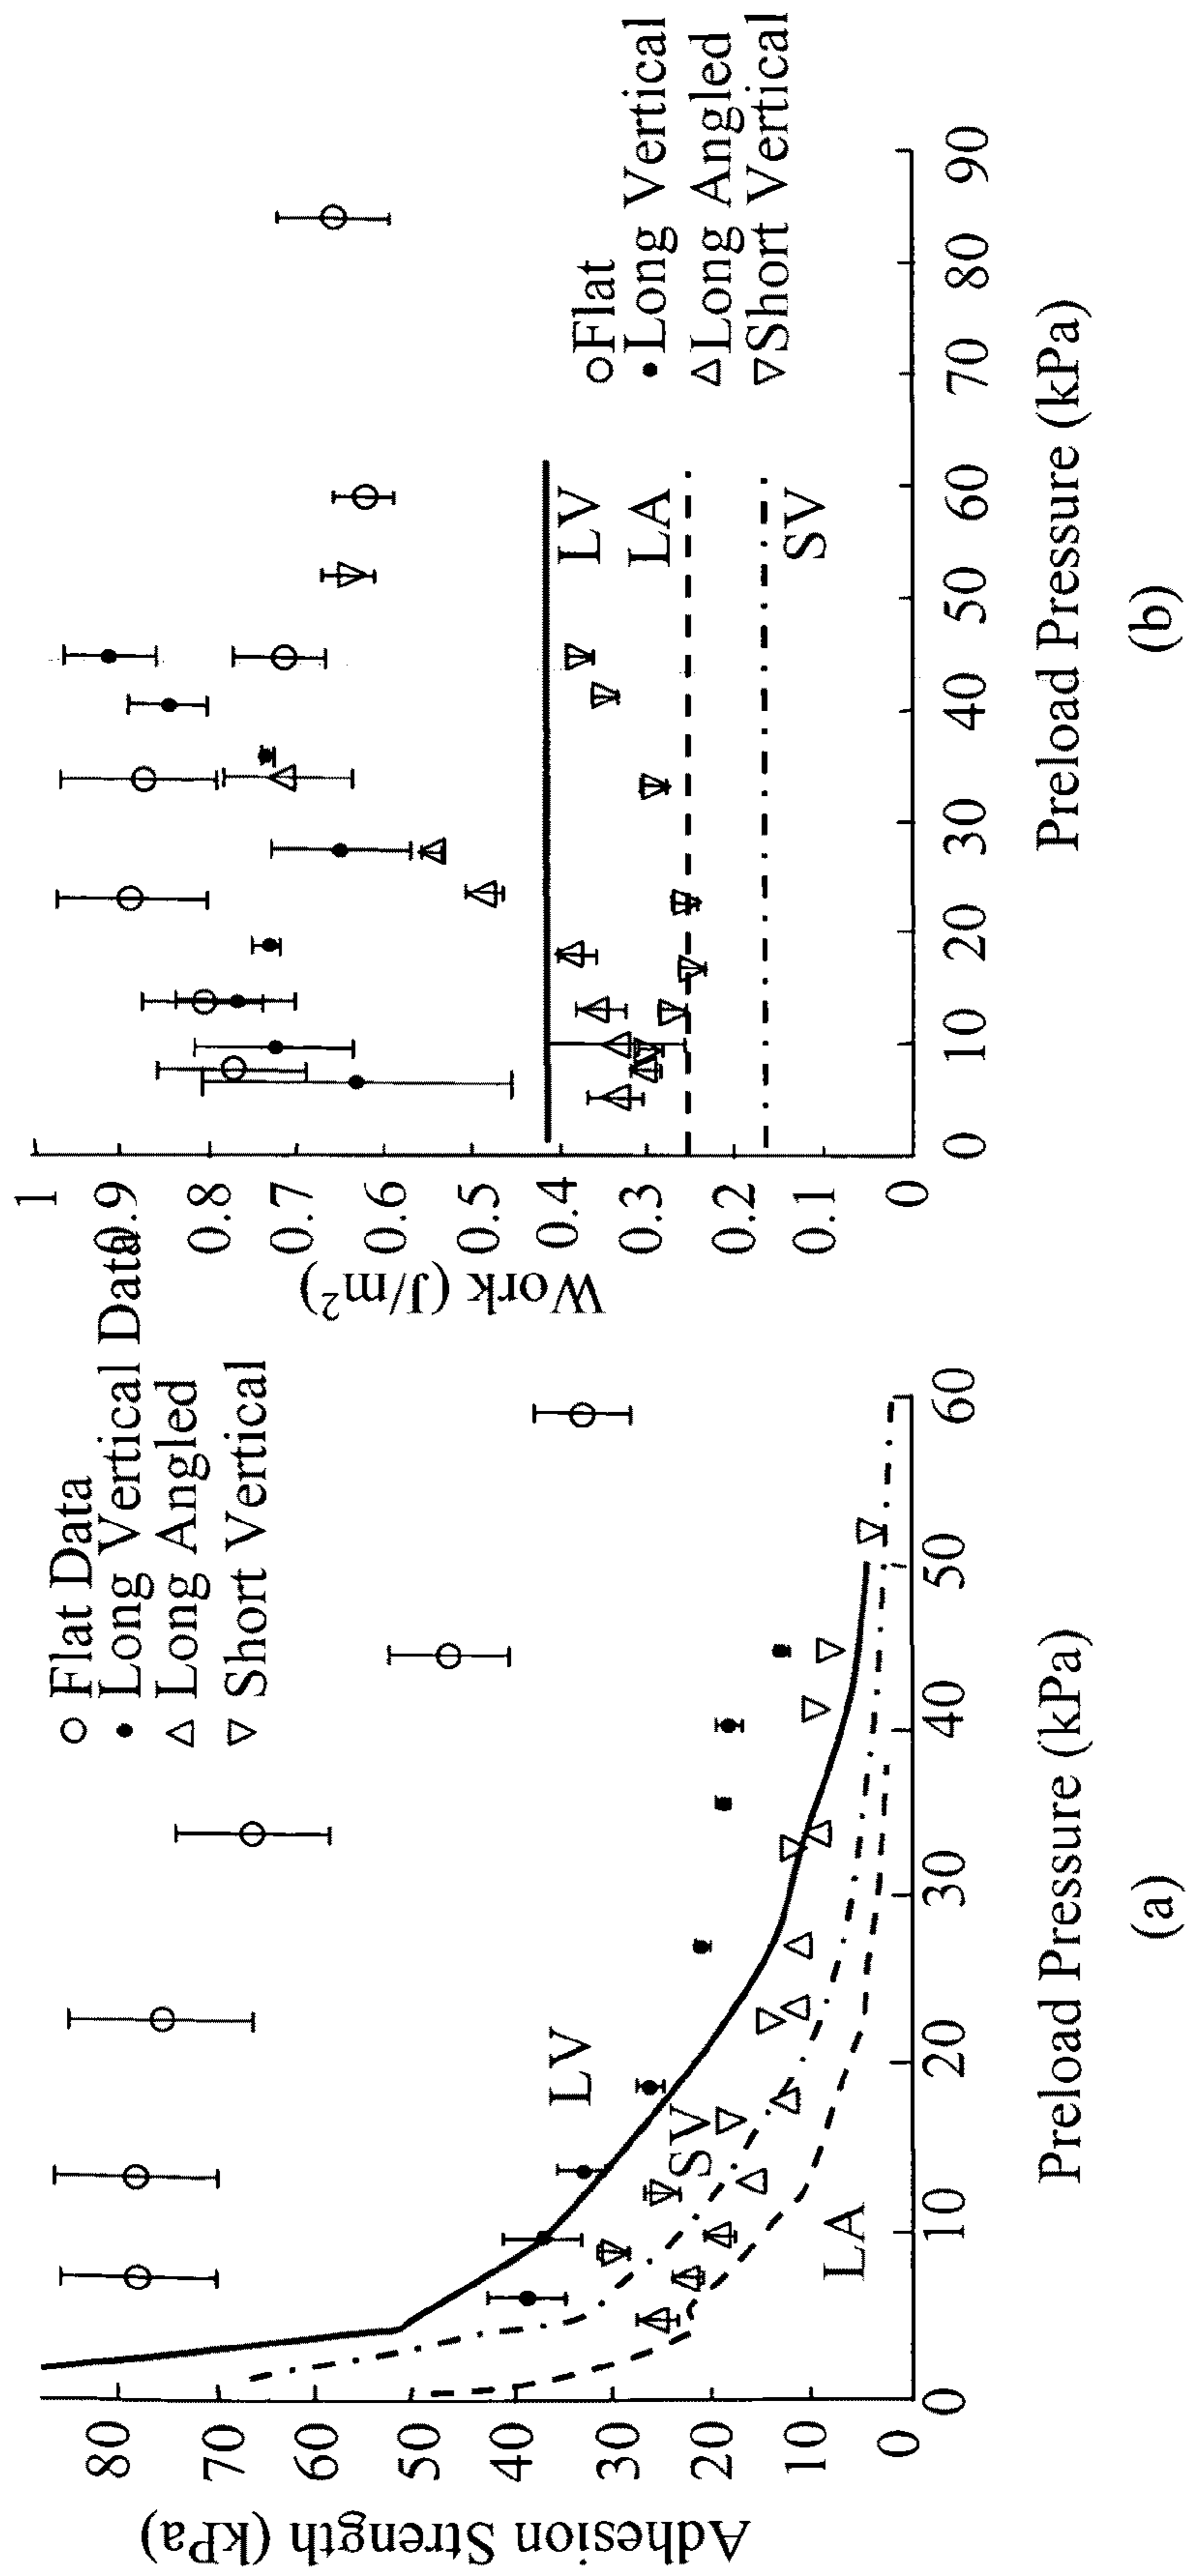 Adhesion Strength (kPa)
80
70
60
50
40
30
20
10
0
0 10 20 30 40 50 60
Preload Pressure (kPa)
Flat Data
Long Vertical Data
Long Angled
Short Vertical
LV
SV
LA
(a)
Work (J/m²)
1
0.9
0.8
0.7
0.6
0.5
0.4
0.3
0.2
0.1
0
0 10 20 30 40 50 60 70 80 90
Preload Pressure (kPa)
Flat
Long Vertical
Long Angled
Short Vertical
LV
LA
SV
(b)